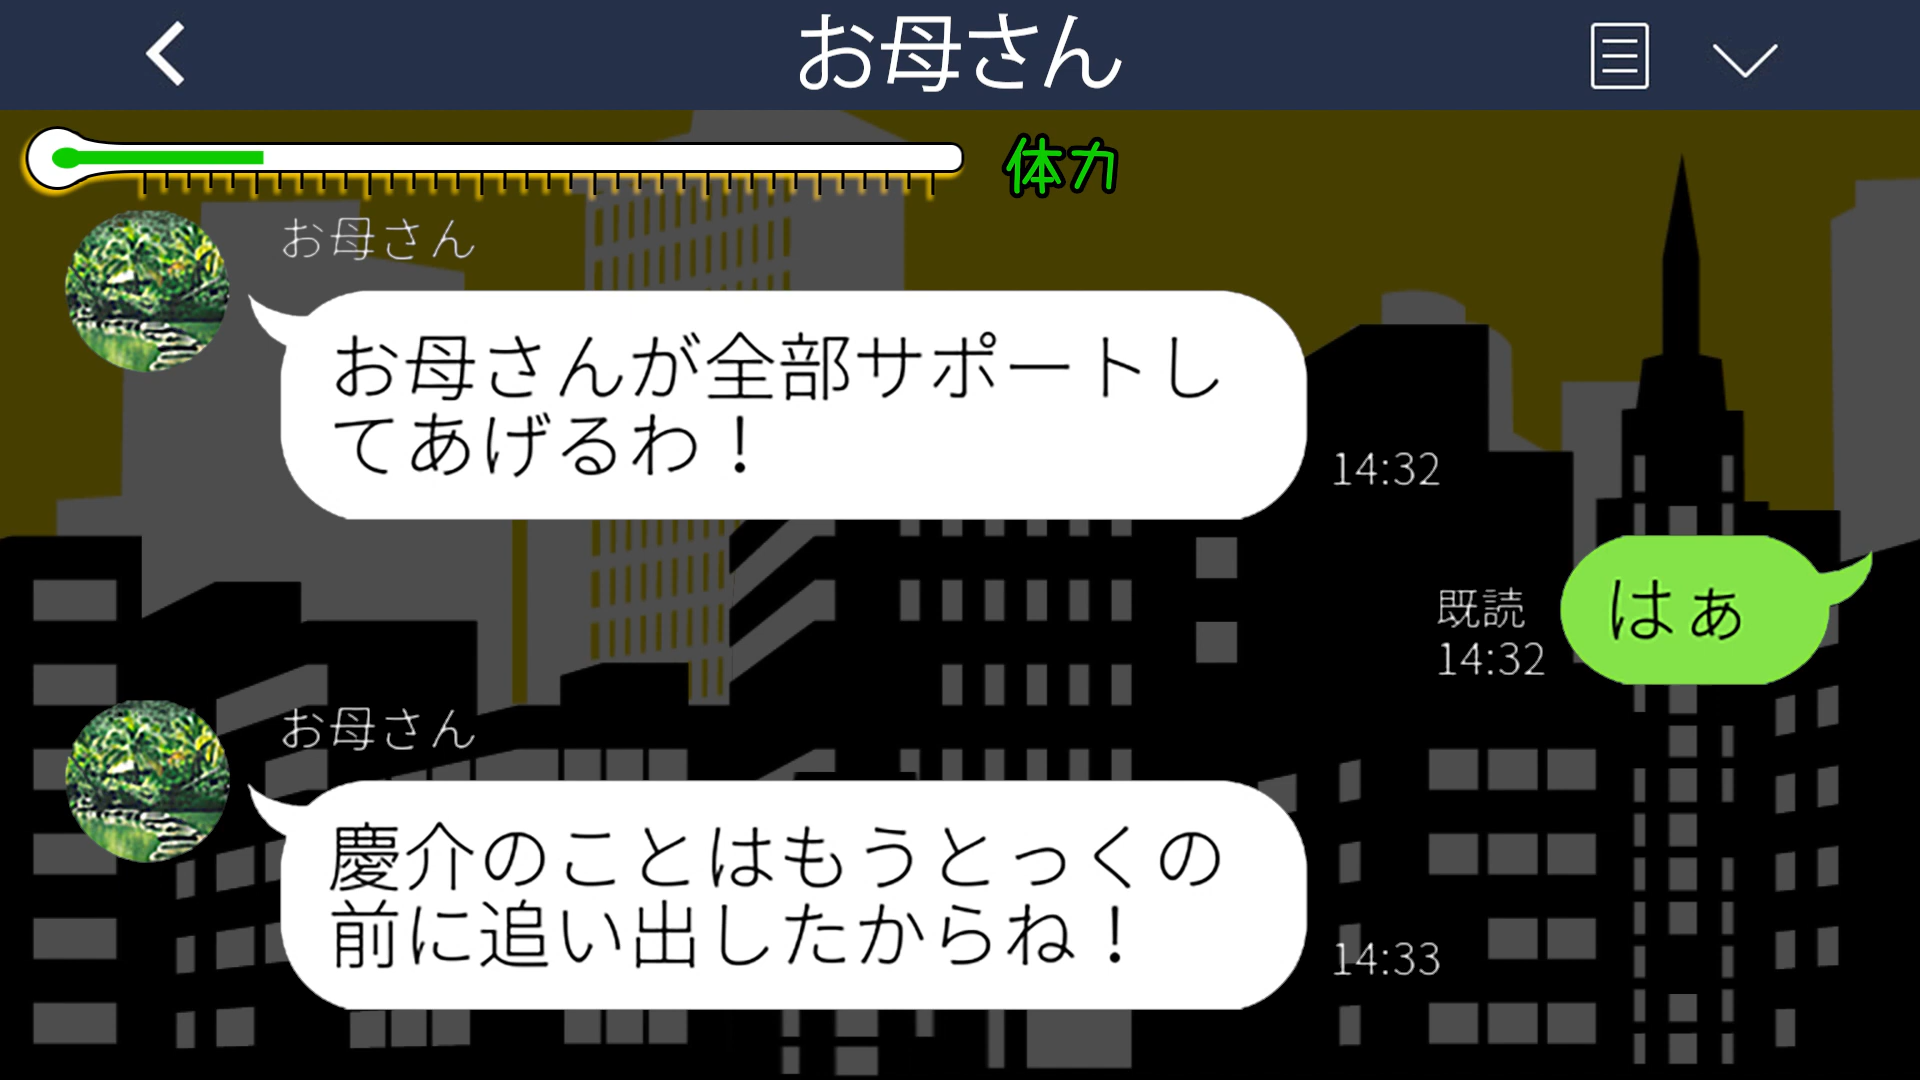 お母さん
体力
お母さん
お母さんが全部サポートし
てあげるわ！
14:32
はぁ
既読
14:32
お母さん
慶介のことはもうとっくの
前に追い出したからね！
14:33